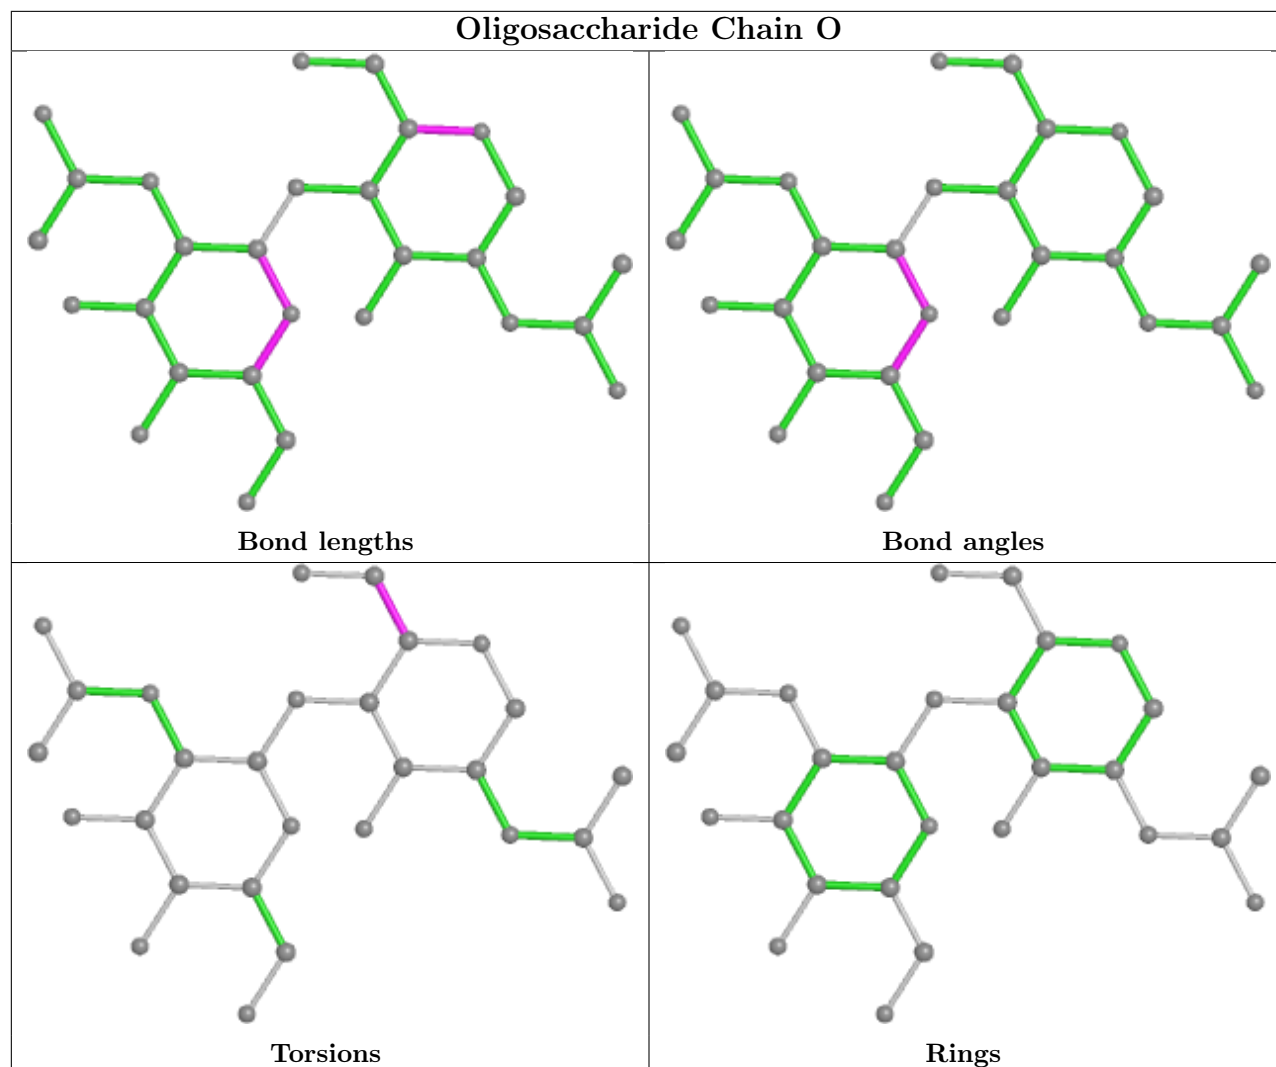 Oligosaccharide Chain O
Bond lengths
Bond angles
Torsions
Rings